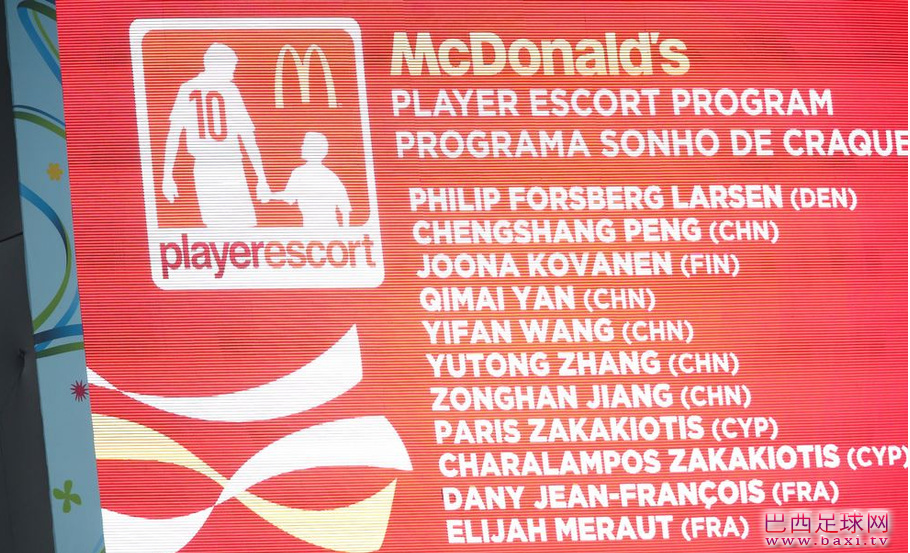 10
playerescort
McDonald's
PLAYER ESCORT PROGRAM
PROGRAMA SONHO DE CRAQUE
PHILIP FORSBERG LARSEN (DEN)
CHENGSHANG PENG (CHN)
JOONA KOVANEN (FIN)
QIMAI YAN (CHN)
YIFAN WANG (CHN)
YUTONG ZHANG (CHN)
ZONGHAN JIANG (CHN)
PARIS ZAKAKIOTIS (CYP)
CHARALAMPOS ZAKAKIOTIS (CYP)
DANY JEAN-FRANÇOIS (FRA)
ELIJAH MERAUT (FRA)
巴西足球网
www.baxi.tv